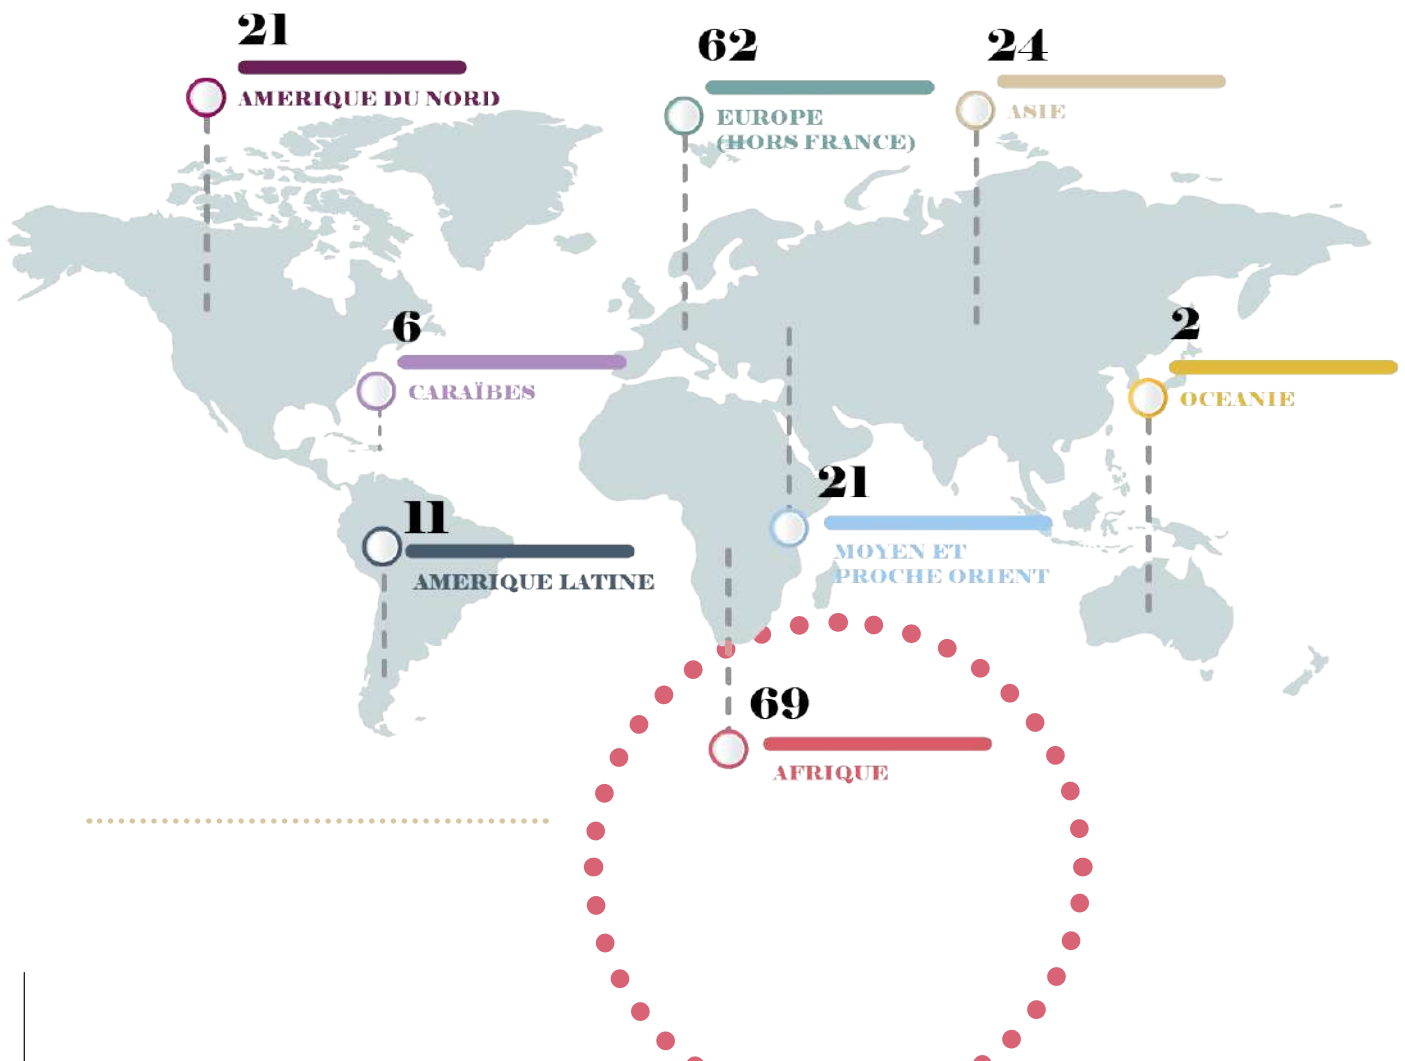 21
AMERIQUE DU NORD
62
EUROPE
(HORS FRANCE)
24
ASIE
6
CARAÏBES
2
OCEANIE
21
MOYEN ET
PROCHE ORIENT
11
AMERIQUE LATINE
69
AFRIQUE